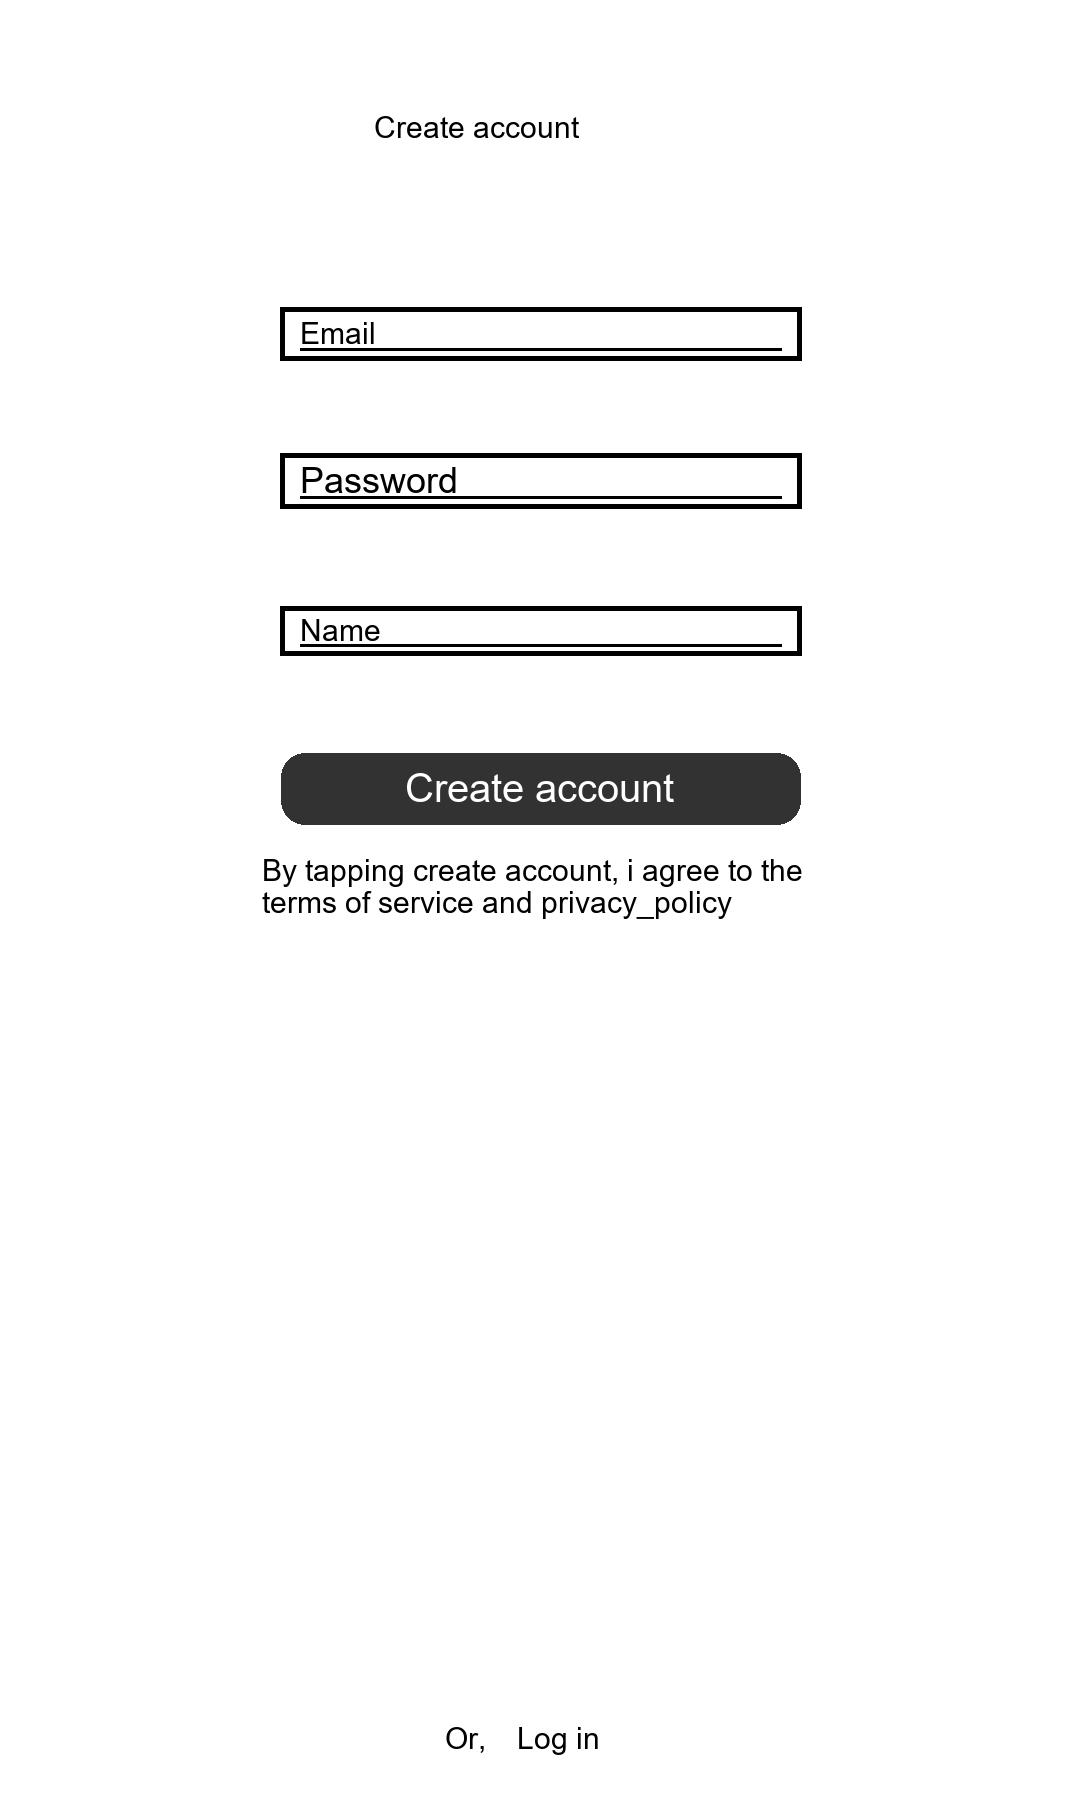 Create account
Email
Password
Name
Create account
By tapping create account, i agree to the
terms of service and privacy_policy
Or, Log in